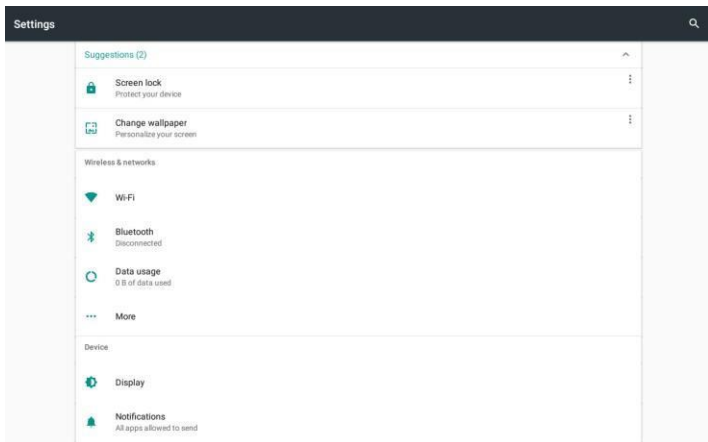 Settings
Suggestions (2)
Screen lock
Protect your device
Change wallpaper
Personalize your screen
Wireless & networks
Wi-Fi
Bluetooth
Disconnected
Data usage
0 B of data used
More
Device
Display
Notifications
All apps allowed to send